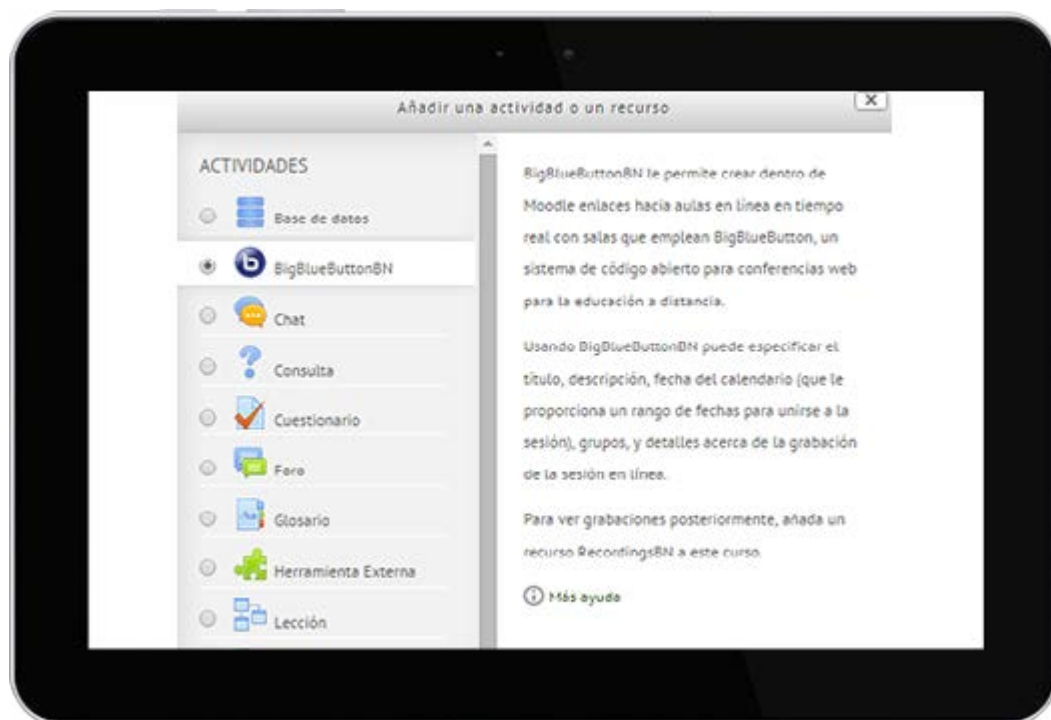 Añadir una actividad o un recurso
X
ACTIVIDADES
Base de datos
BigBlueButtonBN
Chat
Consulta
Cuestionario
Foro
Glosario
Herramienta Externa
Lección
BigBlueButtonBN le permite crear dentro de
Moodle enlaces hacia aulas en línea en tiempo
real con salas que emplean BigBlueButton, un
sistema de código abierto para conferencias web
para la educación a distancia.
Usando BigBlueButtonBN puede especificar el
título, descripción, fecha del calendario (que le
proporciona un rango de fechas para unirse a la
sesión), grupos, y detalles acerca de la grabación
de la sesión en línea.
Para ver grabaciones posteriormente, añada un
recurso RecordingsBN a este curso.
Más ayuda